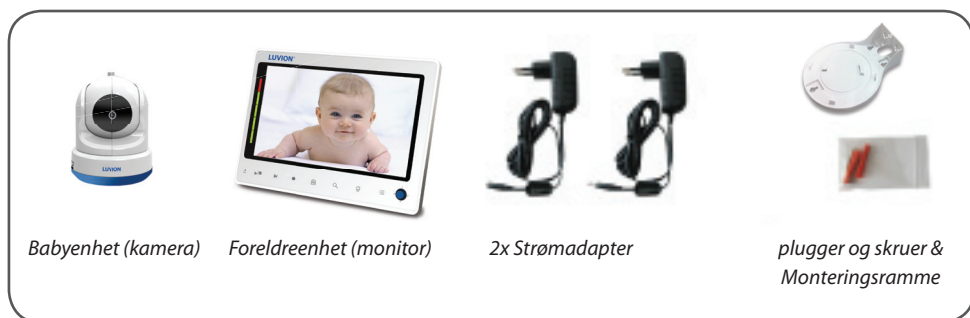 LUVION
LUVION
Babyenhet (kamera)
Foreldreenhet (monitor)
2x Strømadapter
plugger og skruer &
Monteringsramme